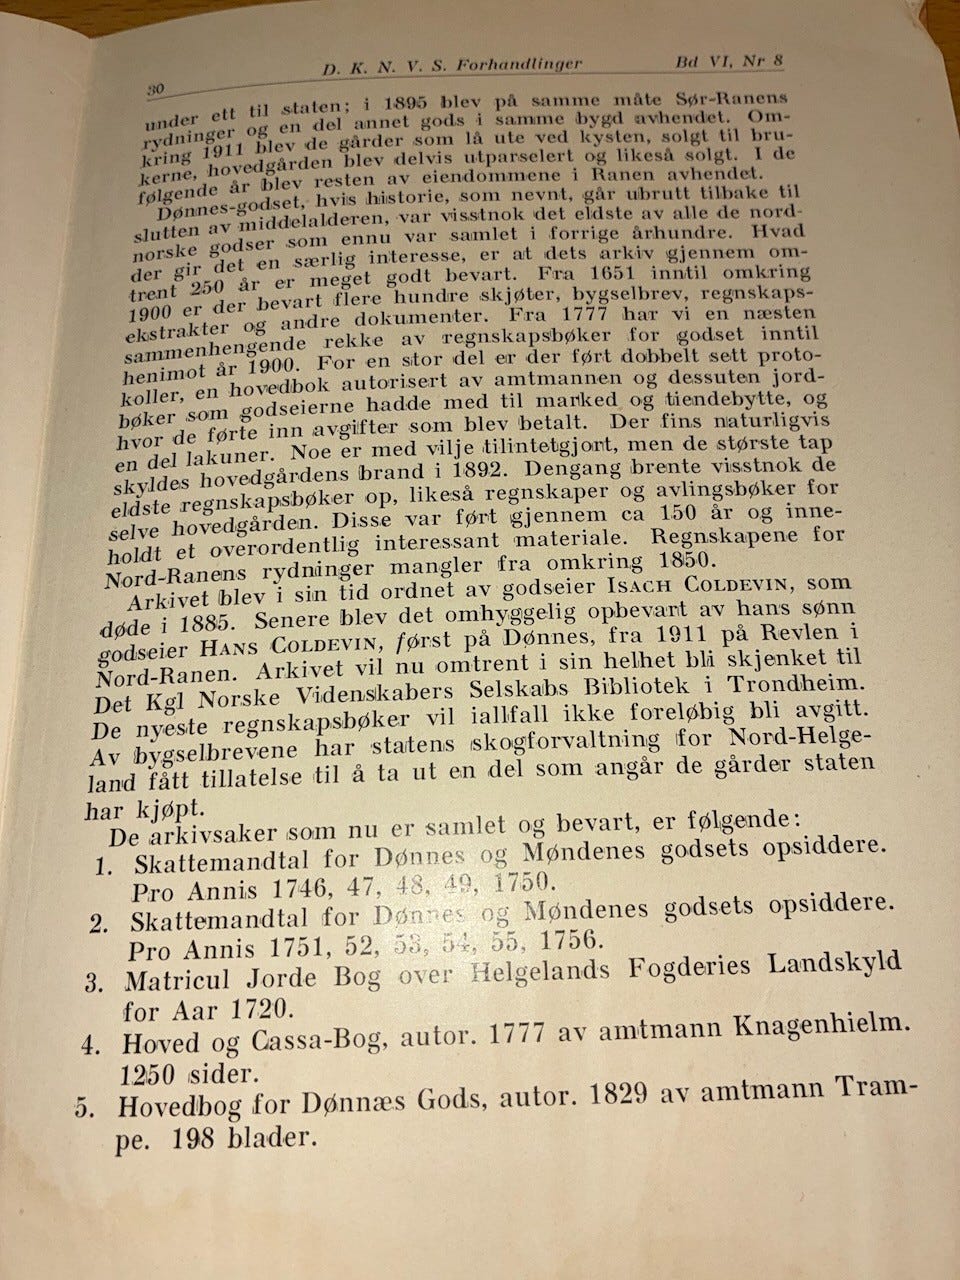 30 D. K. N. V. S. Forhandlinger Bd VI, Nr 8
under ett til staten; i 1895 blev på samme måte Sør-Ranens
rydninger og en del annet gods i samme bygd avhendet. Om-
kring 1911 blev de gårder som lå ute ved kysten, solgt til bru-
kerne, hovedgården blev delvis utparselert og likeså solgt. I de
følgende år blev resten av eiendommene i Ranen avhendet.
Dønnes-godset, hvis historie, som nevnt, går ubrutt tilbake til
slutten av middelalderen, var visstnok det eldste av alle de nord-
norske godser som ennu var samlet i forrige århundre. Hvad
der gir det en særlig interesse, er at dets arkiv gjennem om-
trent 250 år er meget godt bevart. Fra 1651 inntil omkring
1900 er der bevart flere hundre skjøter, bygselbrev, regnskaps-
ekstrakter og andre dokumenter. Fra 1777 har vi en næsten
sammenhengende rekke av regnskapsbøker for godset inntil
henimot år 1900. For en stor del er der ført dobbelt sett proto-
koller, en hovedbok autorisert av amtmannen og dessuten jord-
bøker som godseierne hadde med til marked og tiendebytte, og
hvor de førte inn avgifter som blev betalt. Der fins naturligvis
en del lakuner. Noe er med vilje tilintetgjort, men de største tap
skyldes hovedgårdens brand i 1892. Dengang brente visstnok de
eldste regnskapsbøker op, likeså regnskaper og avlingsbøker for
selve hovedgården. Disse var ført gjennem ca 150 år og inne-
holdt et overordentlig interessant materiale. Regnskapene for
Nord-Ranens rydninger mangler fra omkring 1850.
Arkivet blev i sin tid ordnet av godseier Isach Coldevin, som
døde i 1885. Senere blev det omhyggelig opbevart av hans sønn
godseier Hans Coldevin, først på Dønnes, fra 1911 på Revlen i
Nord-Ranen. Arkivet vil nu omtrent i sin helhet bli skjenket til
Det Kgl Norske Videnskabers Selskabs Bibliotek i Trondheim.
De nyeste regnskapsbøker vil iallfall ikke foreløbig bli avgitt.
Av bygselbrevene har statens skogforvaltning for Nord-Helge-
land fått tillatelse til å ta ut en del som angår de gårder staten
har kjøpt.
De arkivsaker som nu er samlet og bevart, er følgende:
1. Skattemandtal for Dønnes og Møndenes godsets opsiddere.
Pro Annis 1746, 47, 48, 49, 1750.
2. Skattemandtal for Dønnes og Møndenes godsets opsiddere.
Pro Annis 1751, 52, 53, 54, 55, 1756.
3. Matricul Jorde Bog over Helgelands Fogderies Landskyld
for Aar 1720.
4. Hoved og Cassa-Bog, autor. 1777 av amtmann Knagenhielm.
1250 sider.
5. Hovedbog for Dønnæs Gods, autor. 1829 av amtmann Tram-
pe. 198 blader.